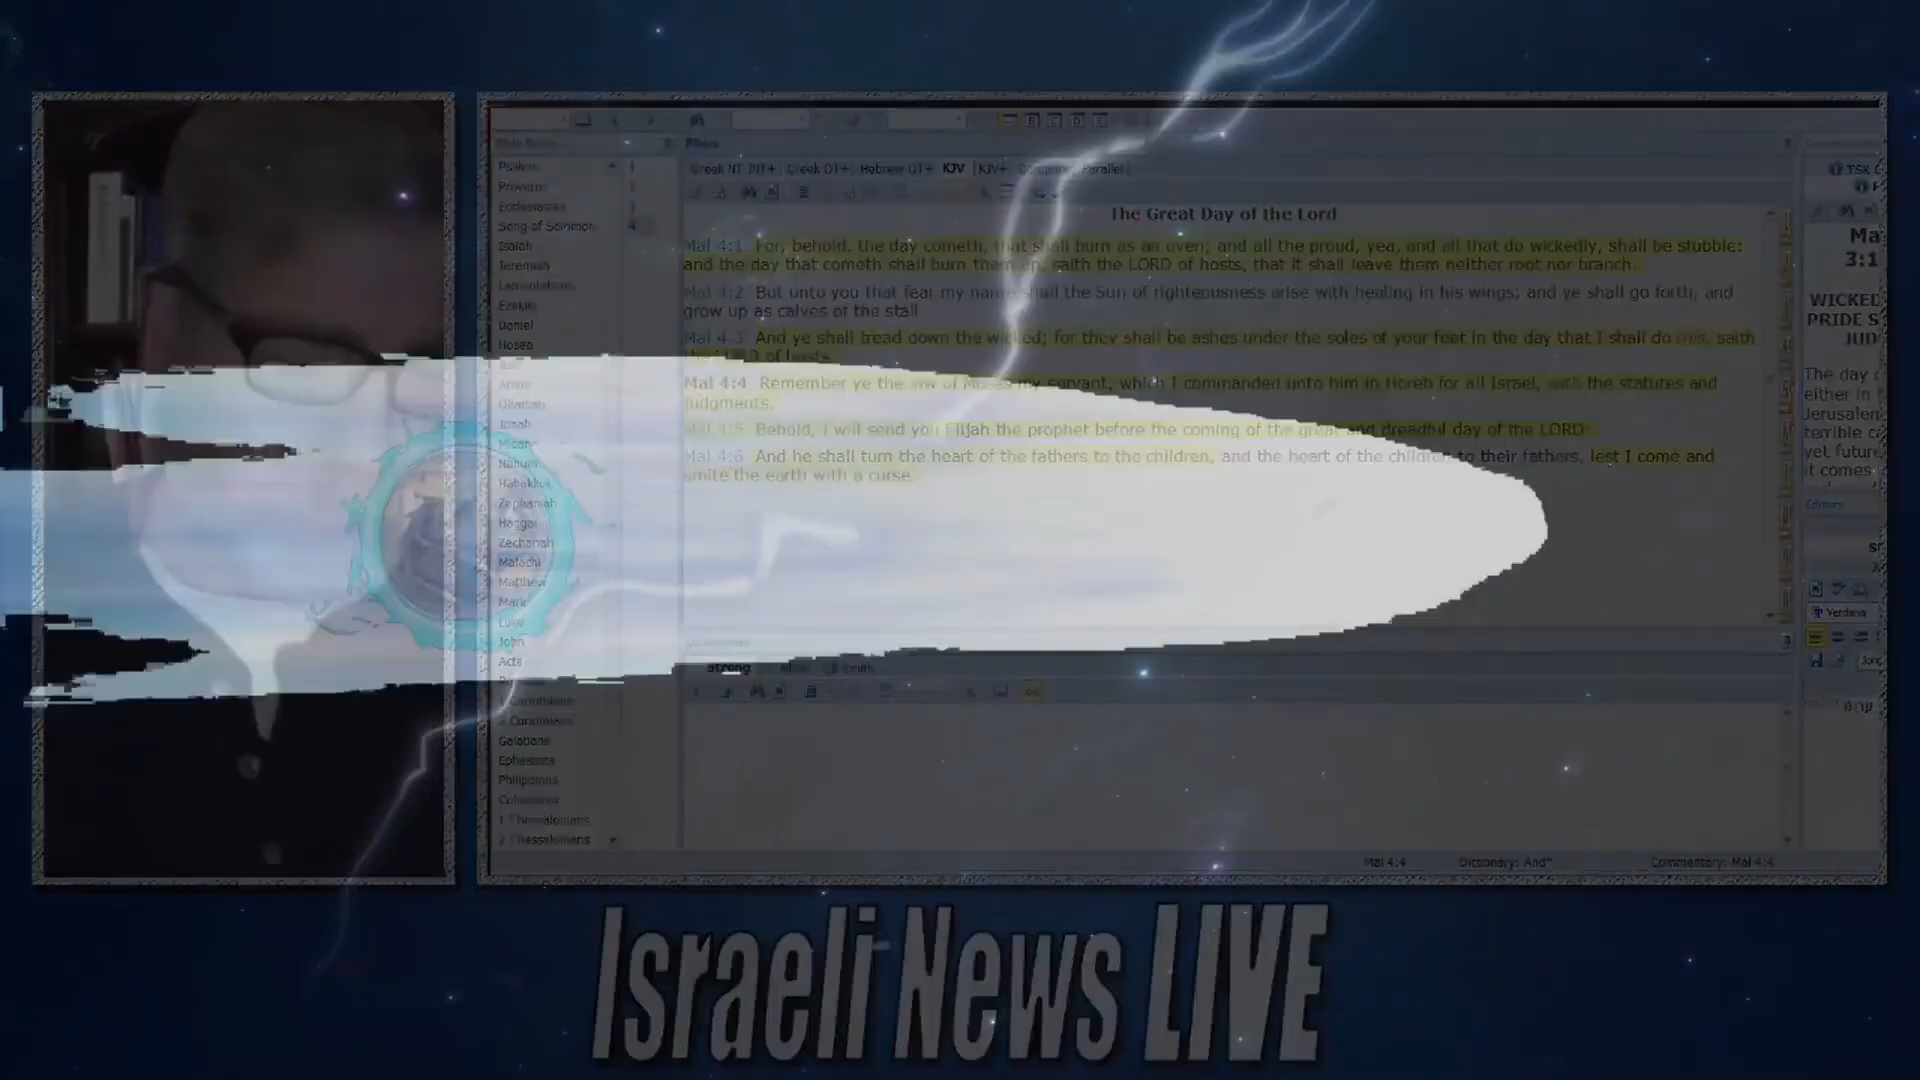 Psalms
Proverbs
Ecclesiastes
Song of Solomon
Isaiah
Jeremiah
Lamentations
Ezekiel
Daniel
Hosea
Amos
Obadiah
Jonah
Micah
Nahum
Habakkuk
Zephaniah
Haggai
Zechariah
Malachi
Matthew
Mark
Luke
John
Acts
1 Corinthians
2 Corinthians
Galatians
Ephesians
Philippians
Colossians
1 Thessalonians
2 Thessalonians
1
2
3
4
Bibles
Greek NT INT+ Greek OT+ Hebrew OT+ KJV KJV+ Parallel
The Great Day of the Lord
Mal 4:1 For, behold, the day cometh, that shall burn as an oven; and all the proud, yea, and all that do wickedly, shall be stubble:
and the day that cometh shall burn them up, saith the LORD of hosts, that it shall leave them neither root nor branch.
Mal 4:2 But unto you that fear my name shall the Sun of righteousness arise with healing in his wings; and ye shall go forth, and
grow up as calves of the stall
Mal 4:3 And ye shall tread down the wicked; for they shall be ashes under the soles of your feet in the day that I shall do this, saith
the LORD of hosts.
Mal 4:4 Remember ye the law of Moses my servant, which I commanded unto him in Horeb for all Israel, with the statutes and
judgments.
Mal 4:5 Behold, I will send you Elijah the prophet before the coming of the great and dreadful day of the LORD:
Mal 4:6 And he shall turn the heart of the fathers to the children, and the heart of the children to their fathers, lest I come and
smite the earth with a curse.
Strong Smith
Mal 4:4 Dictionary: And* Commentary: Mal 4:4
TSK
Ma
3:1
WICKED
PRIDE S
JUD
The day
either in
Jerusalem
terrible
yet future
it comes
Editors
Verdana
Israeli News LIVE